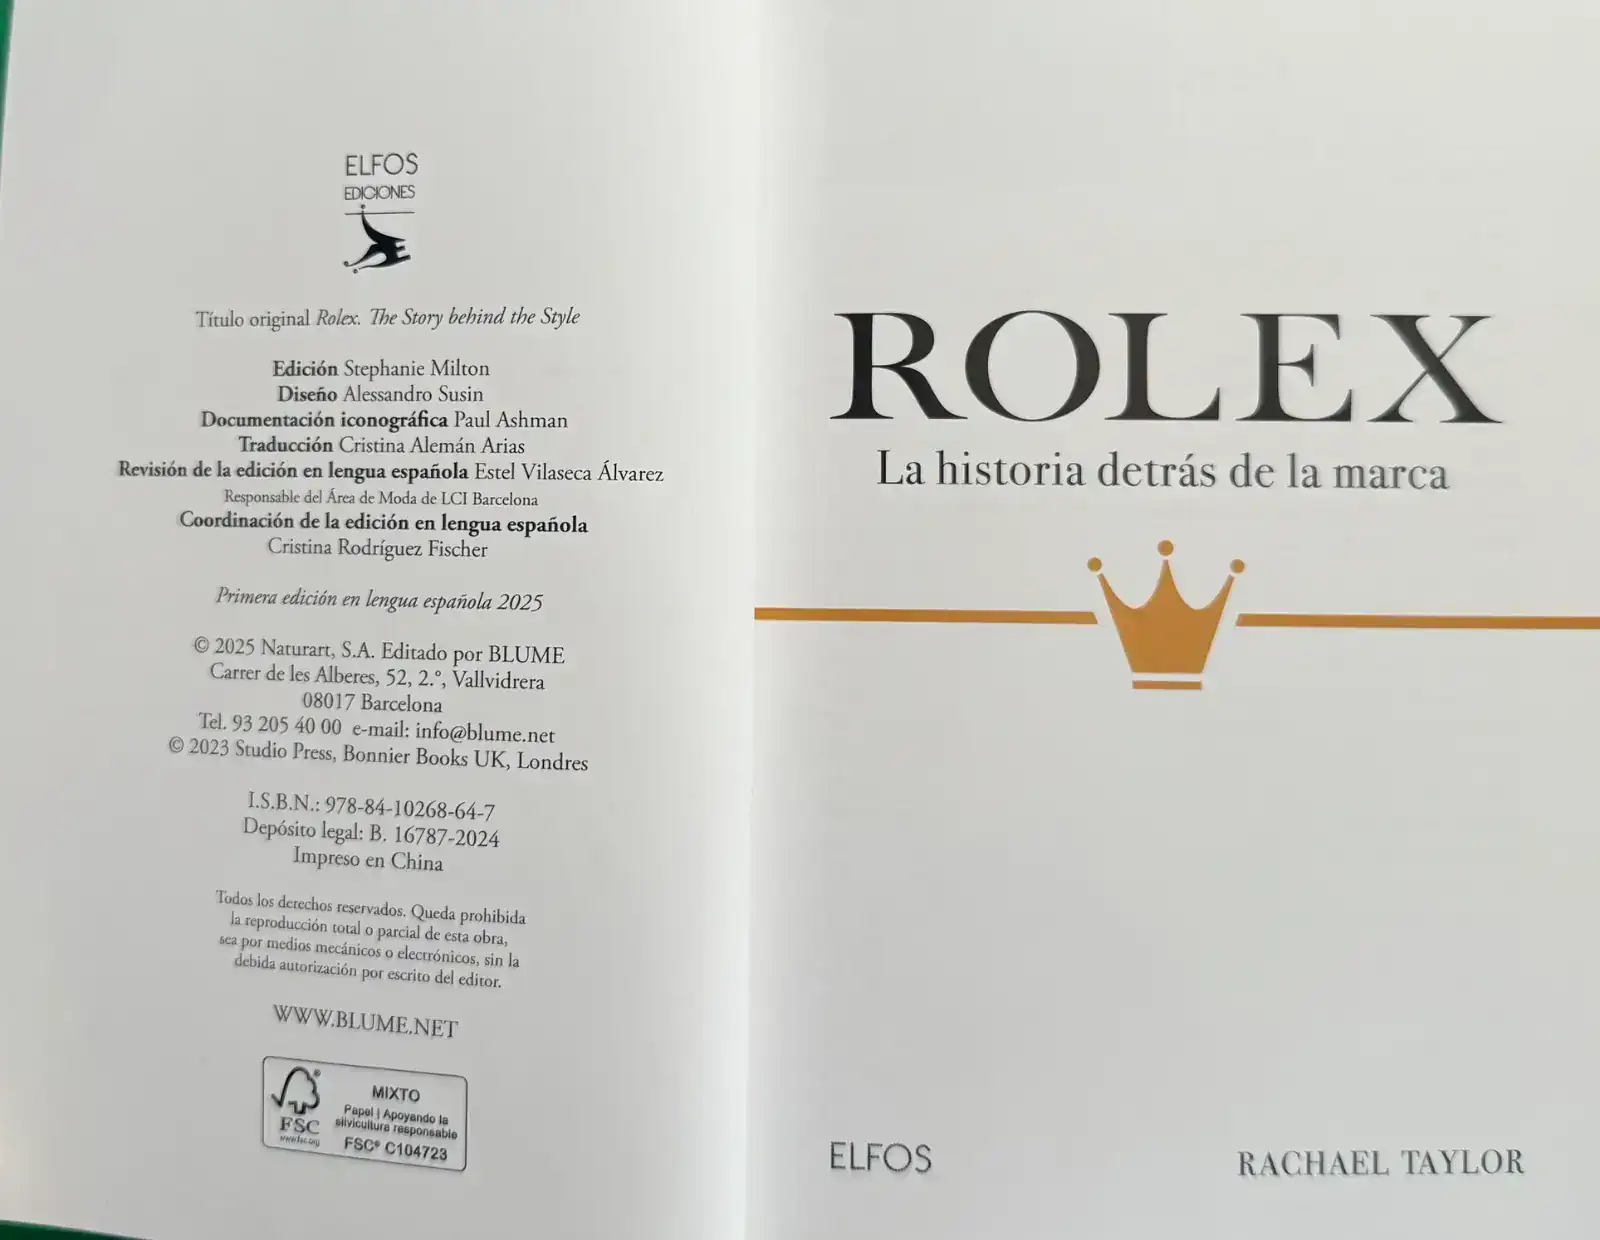 ELFOS
EDICIONES
Título original Rolex. The Story behind the Style
Edición Stephanie Milton
Diseño Alessandro Susin
Documentación iconográfica Paul Ashman
Traducción Cristina Alemán Arias
Revisión de la edición en lengua española Estel Vilaseca Álvarez
Responsable del Área de Moda de LCI Barcelona
Coordinación de la edición en lengua española
Cristina Rodríguez Fischer
Primera edición en lengua española 2025
© 2025 Naturart, S.A. Editado por BLUME
Carrer de les Alberes, 52, 2.º, Vallvidrera
08017 Barcelona
Tel. 93 205 40 00 e-mail: info@blume.net
© 2023 Studio Press, Bonnier Books UK, Londres
I.S.B.N.: 978-84-10268-64-7
Depósito legal: B. 16787-2024
Impreso en China
Todos los derechos reservados. Queda prohibida
la reproducción total o parcial de esta obra,
sea por medios mecánicos o electrónicos, sin la
debida autorización por escrito del editor.
WWW.BLUME.NET
FSC
www.fsc.org
MIXTO
Papel | Apoyando la
silvicultura responsable
FSC® C104723
ROLEX
La historia detrás de la marca
ELFOS
RACHAEL TAYLOR